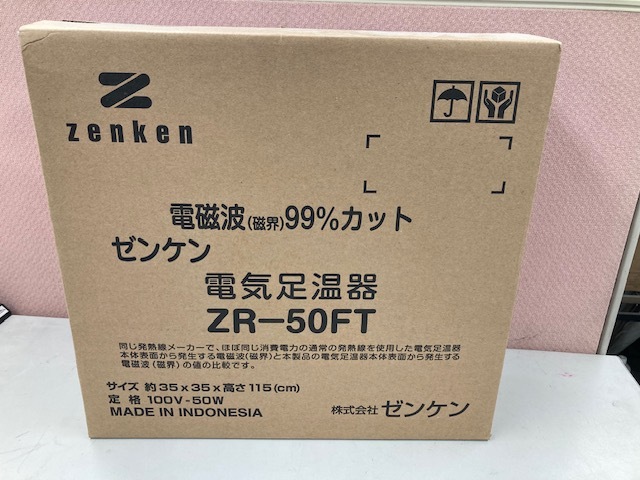 zenken
電磁波(磁界)99%カット
ゼンケン
電気足温器
ZR-50FT
同じ発熱線メーカーで、ほぼ同じ消費電力の通常の発熱線を使用した電気足温器
本体表面から発生する電磁波(磁界)と本製品の電気足温器本体表面から発生する
電磁波(磁界)の値の比較です。
サイズ 約35x35x高さ115(cm)
定格 100V-50W
MADE IN INDONESIA
株式会社 ゼンケン